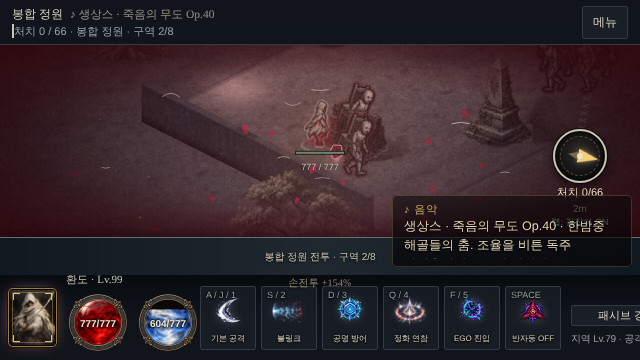 봉합 정원 ♪ 생상스 · 죽음의 무도 Op.40
처치 0 / 66 · 봉합 정원 · 구역 2/8
메뉴
777 / 777
처치 0/66
2m
♪ 음악
생상스 · 죽음의 무도 Op.40 · 한밤중
해골들의 춤. 조율을 비튼 독주
봉합 정원 전투 · 구역 2/8
환도 · Lv.99
손전투 +154%
777/777
604/777
A / J / 1
기본 공격
S / 2
블링크
D / 3
공명 방어
Q / 4
정화 연참
F / 5
EGO 진입
SPACE
반자동 OFF
패시브
지역 Lv.79 · 공